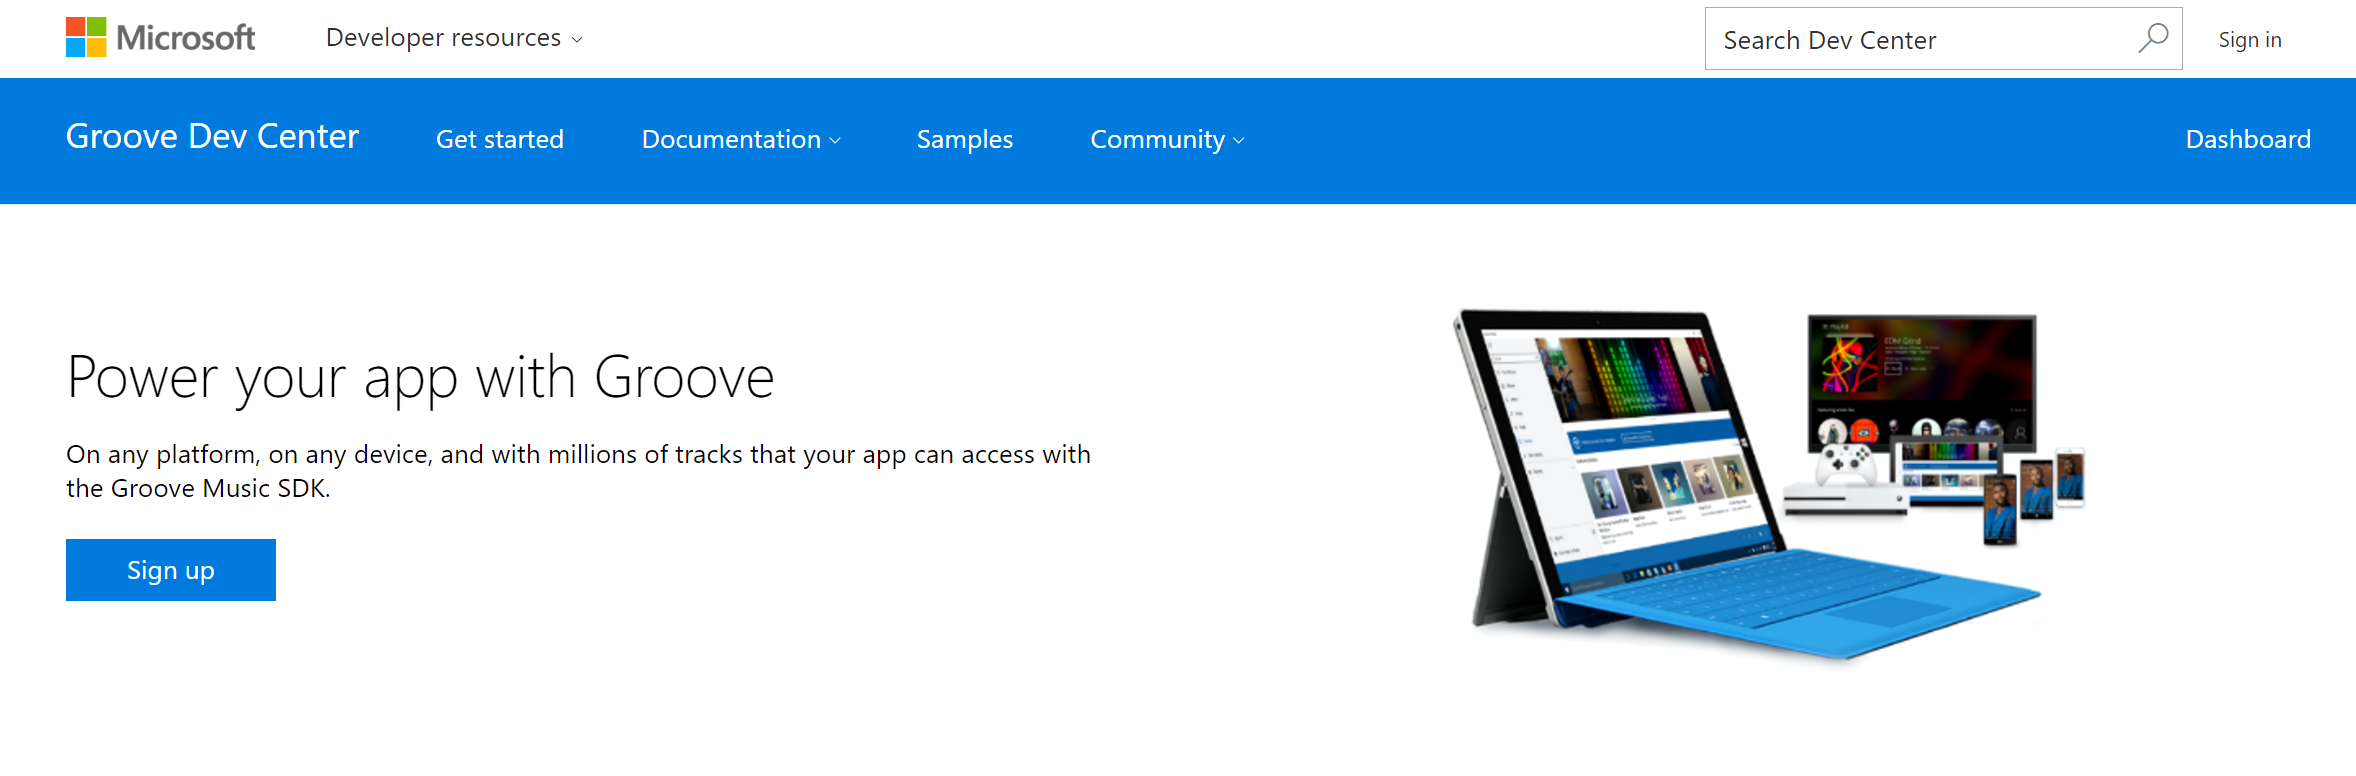 Microsoft
Developer resources
Search Dev Center
Sign in
Groove Dev Center
Get started
Documentation
Samples
Community
Dashboard
Power your app with Groove
On any platform, on any device, and with millions of tracks that your app can access with
the Groove Music SDK.
Sign up
EDM Grind